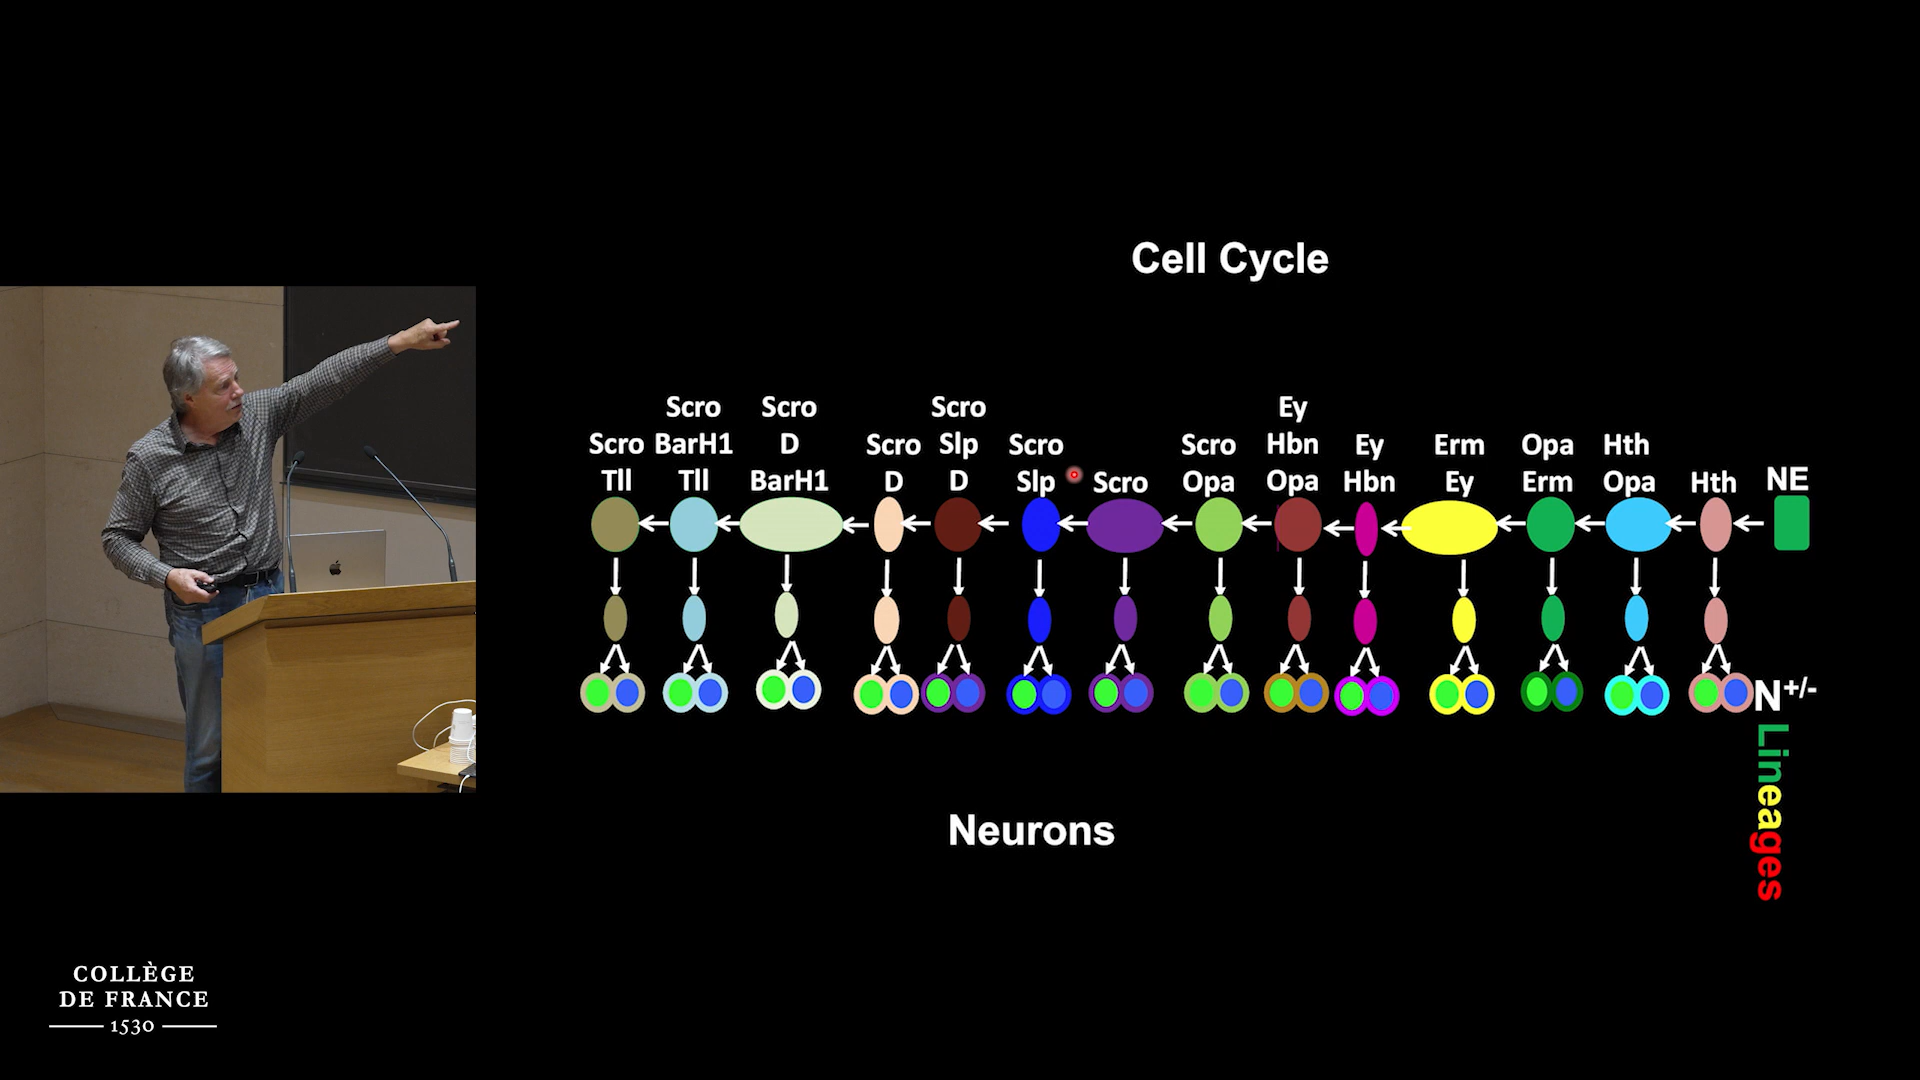 Cell Cycle
Scro
Tll
Scro
BarH1
Tll
Scro
D
BarH1
Scro
D
Scro
Slp
D
Scro
Slp
Scro
Scro
Opa
Ey
Hbn
Opa
Ey
Hbn
Erm
Ey
Opa
Erm
Hth
Opa
Hth
NE
N+/-
Lineages
Neurons
COLLÈGE
DE FRANCE
1530